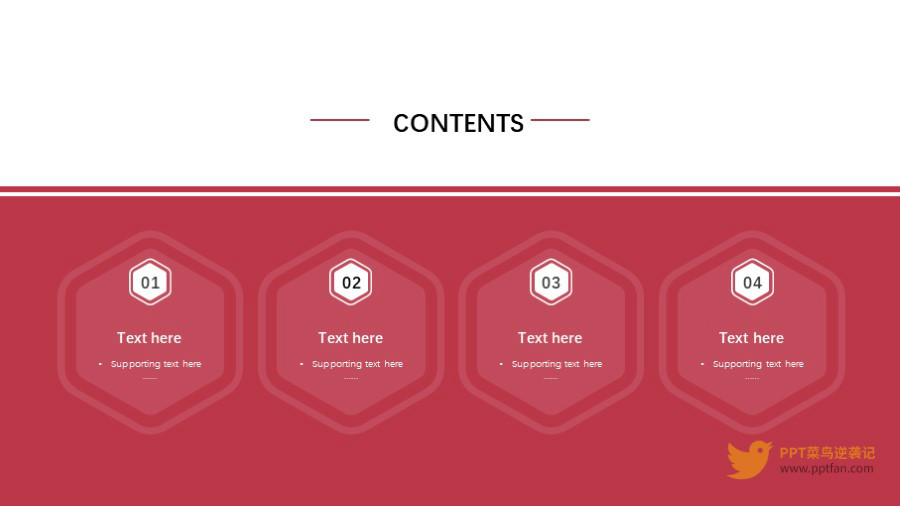 CONTENTS
01
Text here
• Supporting text here
......
02
Text here
• Supporting text here
......
03
Text here
• Supporting text here
......
04
Text here
• Supporting text here
......
PPT菜鸟逆袭记
www.pptfan.com